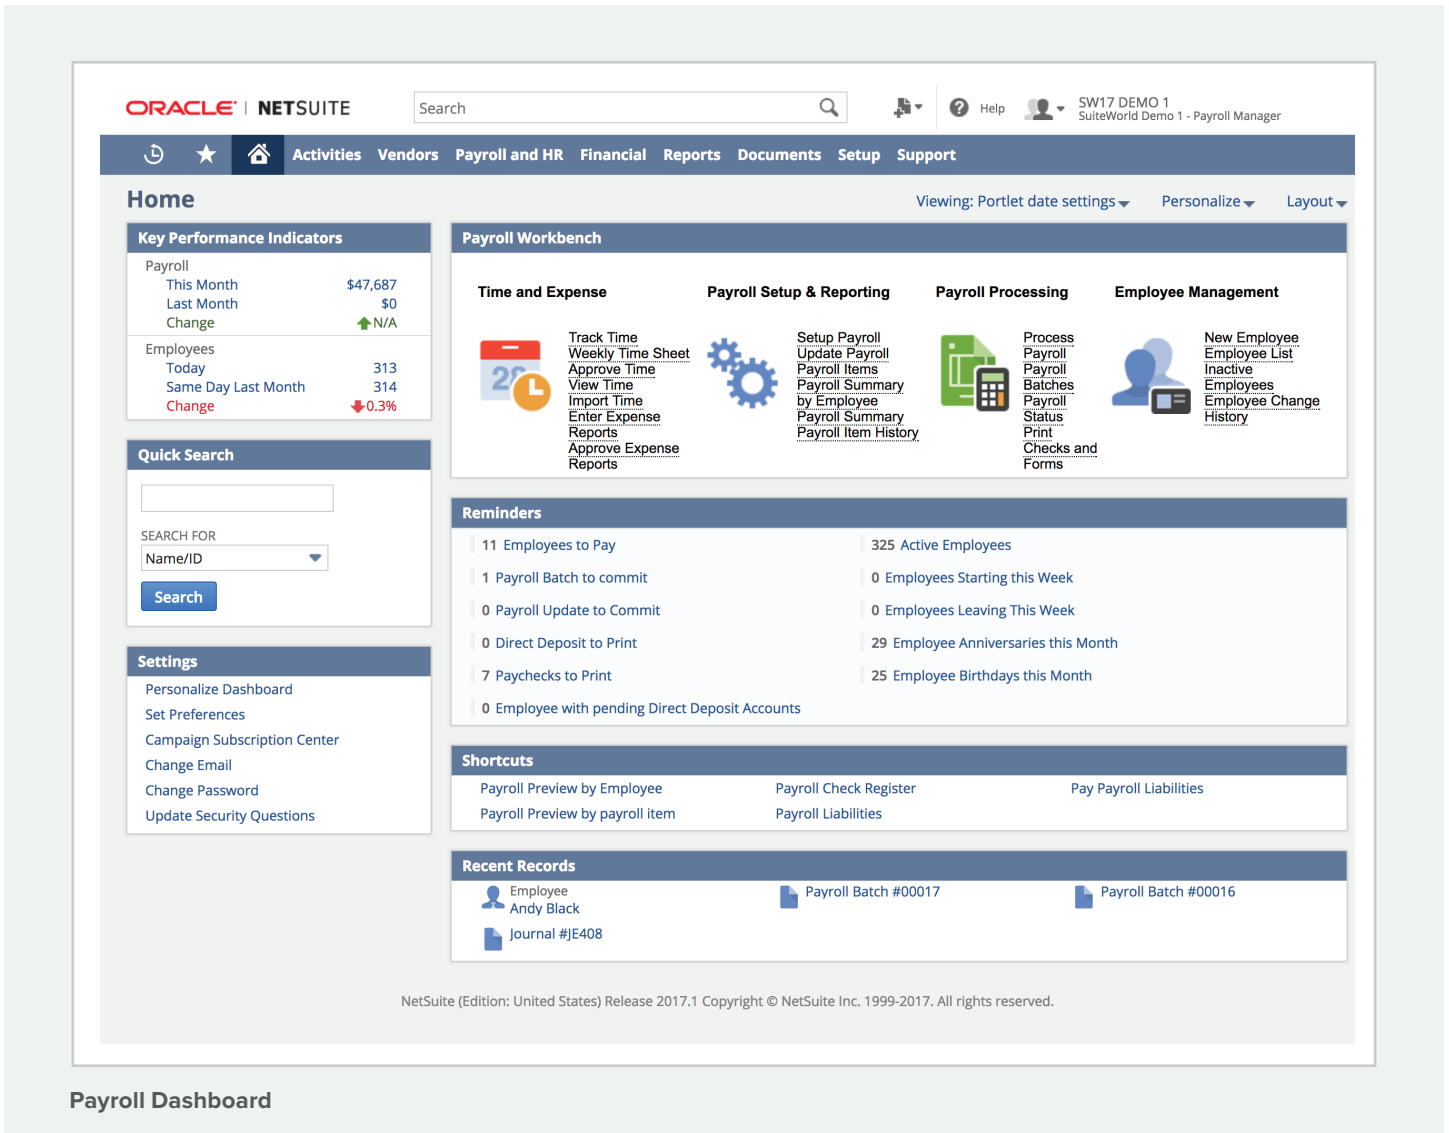 ORACLE | NETSUITE
Search
Help
SW17 DEMO 1
SuiteWorld Demo 1 - Payroll Manager
Activities Vendors Payroll and HR Financial Reports Documents Setup Support
Home
Viewing: Portlet date settings Personalize Layout
Key Performance Indicators
Payroll
This Month $47,687
Last Month $0
Change N/A
Employees
Today 313
Same Day Last Month 314
Change 0.3%
Quick Search
SEARCH FOR
Name/ID
Search
Settings
Personalize Dashboard
Set Preferences
Campaign Subscription Center
Change Email
Change Password
Update Security Questions
Payroll Workbench
Time and Expense
28
Track Time
Weekly Time Sheet
Approve Time
View Time
Import Time
Enter Expense
Reports
Approve Expense
Reports
Payroll Setup & Reporting
Setup Payroll
Update Payroll
Payroll Items
Payroll Summary
by Employee
Payroll Summary
Payroll Item History
Payroll Processing
Process
Payroll
Payroll
Batches
Payroll
Status
Print
Checks and
Forms
Employee Management
New Employee
Employee List
Inactive
Employees
Employee Change
History
Reminders
11 Employees to Pay
1 Payroll Batch to commit
0 Payroll Update to Commit
0 Direct Deposit to Print
7 Paychecks to Print
0 Employee with pending Direct Deposit Accounts
325 Active Employees
0 Employees Starting this Week
0 Employees Leaving This Week
29 Employee Anniversaries this Month
25 Employee Birthdays this Month
Shortcuts
Payroll Preview by Employee Payroll Check Register Pay Payroll Liabilities
Payroll Preview by payroll item Payroll Liabilities
Recent Records
Employee
Andy Black
Payroll Batch #00017
Payroll Batch #00016
Journal #JE408
NetSuite (Edition: United States) Release 2017.1 Copyright © NetSuite Inc. 1999-2017. All rights reserved.
Payroll Dashboard